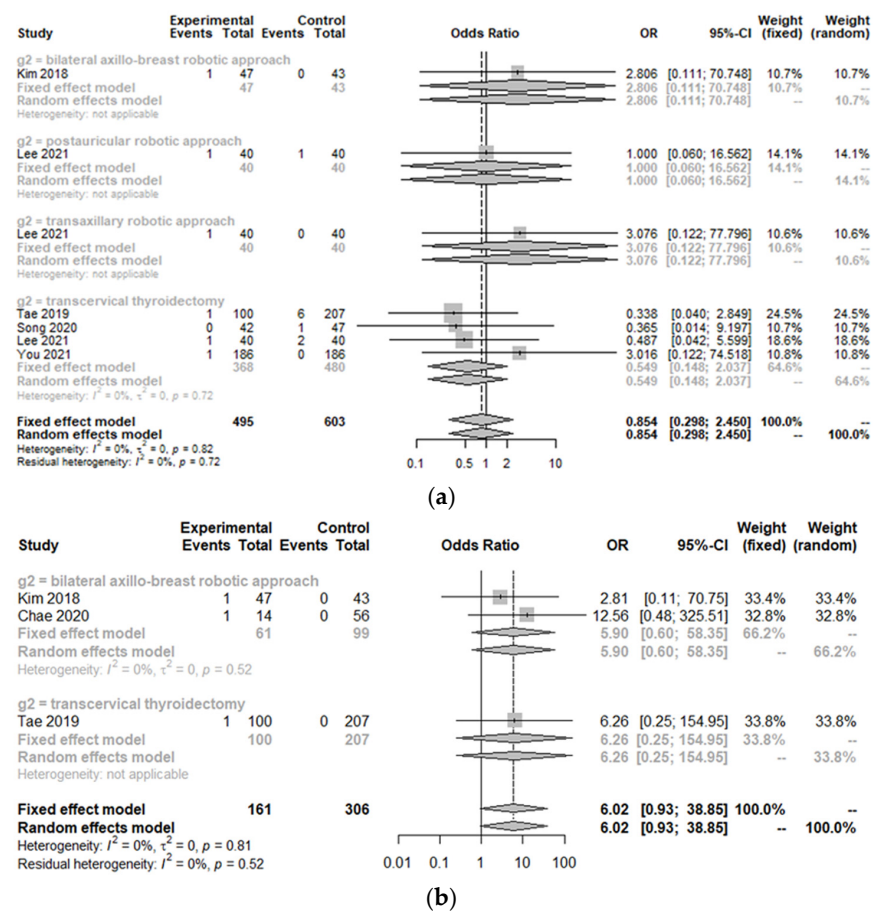 Experimental Control Weight Weight
Study Events Total Events Total Odds Ratio OR 95%-CI (fixed) (random)
g2 = bilateral axillo-breast robotic approach
Kim 2018 1 47 0 43 2.806 [0.111; 70.748] 10.7% 10.7%
Fixed effect model 47 43 2.806 [0.111; 70.748] 10.7% --
Random effects model 2.806 [0.111; 70.748] -- 10.7%
Heterogeneity: not applicable
g2 = postauricular robotic approach
Lee 2021 1 40 1 40 1.000 [0.060; 16.562] 14.1% 14.1%
Fixed effect model 40 40 1.000 [0.060; 16.562] 14.1% --
Random effects model 1.000 [0.060; 16.562] -- 14.1%
Heterogeneity: not applicable
g2 = transaxillary robotic approach
Lee 2021 1 40 0 40 3.076 [0.122; 77.796] 10.6% 10.6%
Fixed effect model 40 40 3.076 [0.122; 77.796] 10.6% --
Random effects model 3.076 [0.122; 77.796] -- 10.6%
Heterogeneity: not applicable
g2 = transcervical thyroidectomy
Tae 2019 1 100 6 207 0.338 [0.040; 2.849] 24.5% 24.5%
Song 2020 0 42 1 47 0.365 [0.014; 9.197] 10.7% 10.7%
Lee 2021 1 40 2 40 0.487 [0.042; 5.599] 18.6% 18.6%
You 2021 1 186 0 186 3.016 [0.122; 74.518] 10.8% 10.8%
Fixed effect model 368 480 0.549 [0.148; 2.037] 64.6% --
Random effects model 0.549 [0.148; 2.037] -- 64.6%
Heterogeneity: I² = 0%, τ² = 0, p = 0.72
Fixed effect model 495 603 0.854 [0.298; 2.450] 100.0% --
Random effects model 0.854 [0.298; 2.450] -- 100.0%
Heterogeneity: I² = 0%, τ² = 0, p = 0.82
Residual heterogeneity: I² = 0%, p = 0.72
0.1 0.5 1 2 10
(a)
Experimental Control Weight Weight
Study Events Total Events Total Odds Ratio OR 95%-CI (fixed) (random)
g2 = bilateral axillo-breast robotic approach
Kim 2018 1 47 0 43 2.81 [0.11; 70.75] 33.4% 33.4%
Chae 2020 1 14 0 56 12.56 [0.48; 325.51] 32.8% 32.8%
Fixed effect model 61 99 5.90 [0.60; 58.35] 66.2% --
Random effects model 5.90 [0.60; 58.35] -- 66.2%
Heterogeneity: I² = 0%, τ² = 0, p = 0.52
g2 = transcervical thyroidectomy
Tae 2019 1 100 0 207 6.26 [0.25; 154.95] 33.8% 33.8%
Fixed effect model 100 207 6.26 [0.25; 154.95] 33.8% --
Random effects model 6.26 [0.25; 154.95] -- 33.8%
Heterogeneity: not applicable
Fixed effect model 161 306 6.02 [0.93; 38.85] 100.0% --
Random effects model 6.02 [0.93; 38.85] -- 100.0%
Heterogeneity: I² = 0%, τ² = 0, p = 0.81
Residual heterogeneity: I² = 0%, p = 0.52
0.01 0.1 1 10 100
(b)